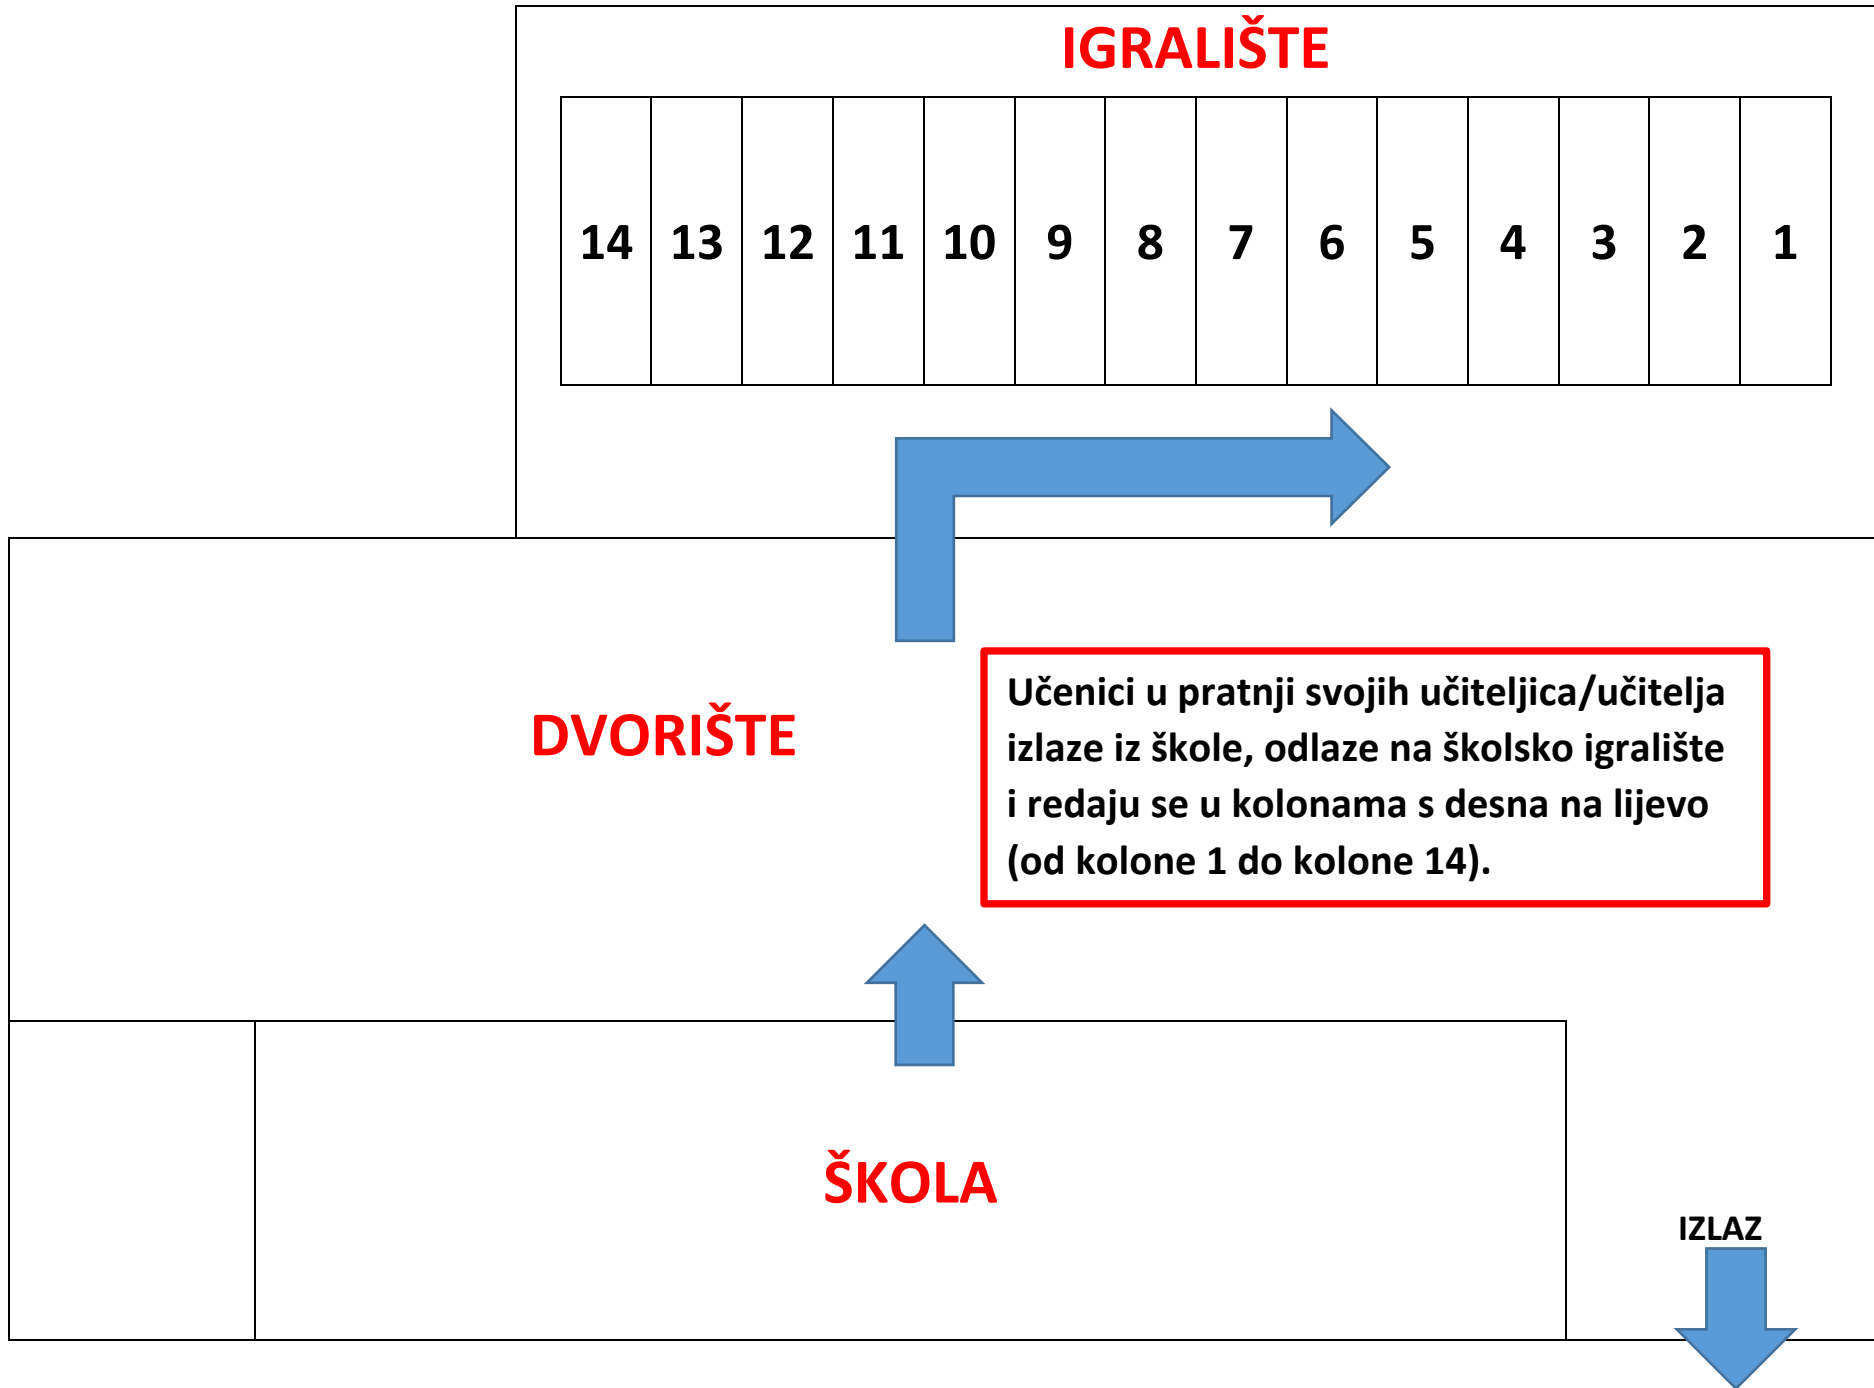 IGRALIŠTE
14 13 12 11 10 9 8 7 6 5 4 3 2 1
DVORIŠTE
Učenici u pratnji svojih učiteljica/učitelja
izlaze iz škole, odlaze na školsko igralište
i redaju se u kolonama s desna na lijevo
(od kolone 1 do kolone 14).
ŠKOLA
IZLAZ